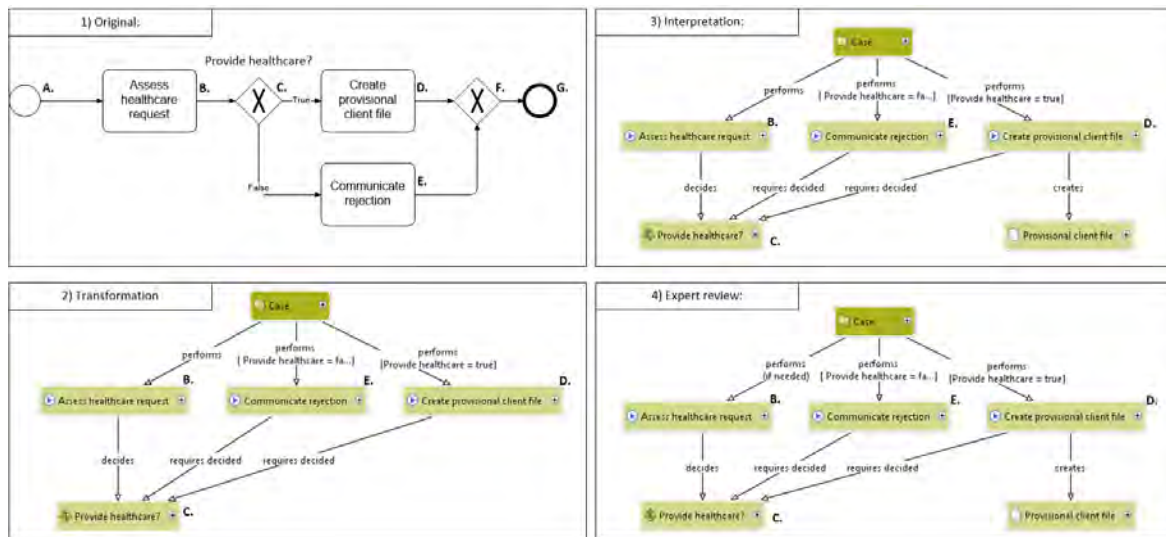 1) Original:
Provide healthcare?
A.
Assess
healthcare
request
B.
X
C.
True
Create
provisional
client file
D.
X
F.
G.
False
Communicate
rejection
E.
2) Transformation
Case
performs
performs
[ Provide healthcare = fa...]
performs
[Provide healthcare = true]
B.
E.
D.
Assess healthcare request
Communicate rejection
Create provisional client file
decides
requires decided
requires decided
Provide healthcare?
C.
3) Interpretation:
Case
performs
performs
[ Provide healthcare = fa...]
performs
[Provide healthcare = true]
B.
E.
D.
Assess healthcare request
Communicate rejection
Create provisional client file
decides
requires decided
requires decided
creates
Provide healthcare?
C.
Provisional client file
4) Expert review:
Case
performs
(if needed)
performs
[ Provide healthcare = fa...]
performs
[Provide healthcare = true]
B.
E.
D.
Assess healthcare request
Communicate rejection
Create provisional client file
decides
requires decided
requires decided
creates
Provide healthcare?
C.
Provisional client file